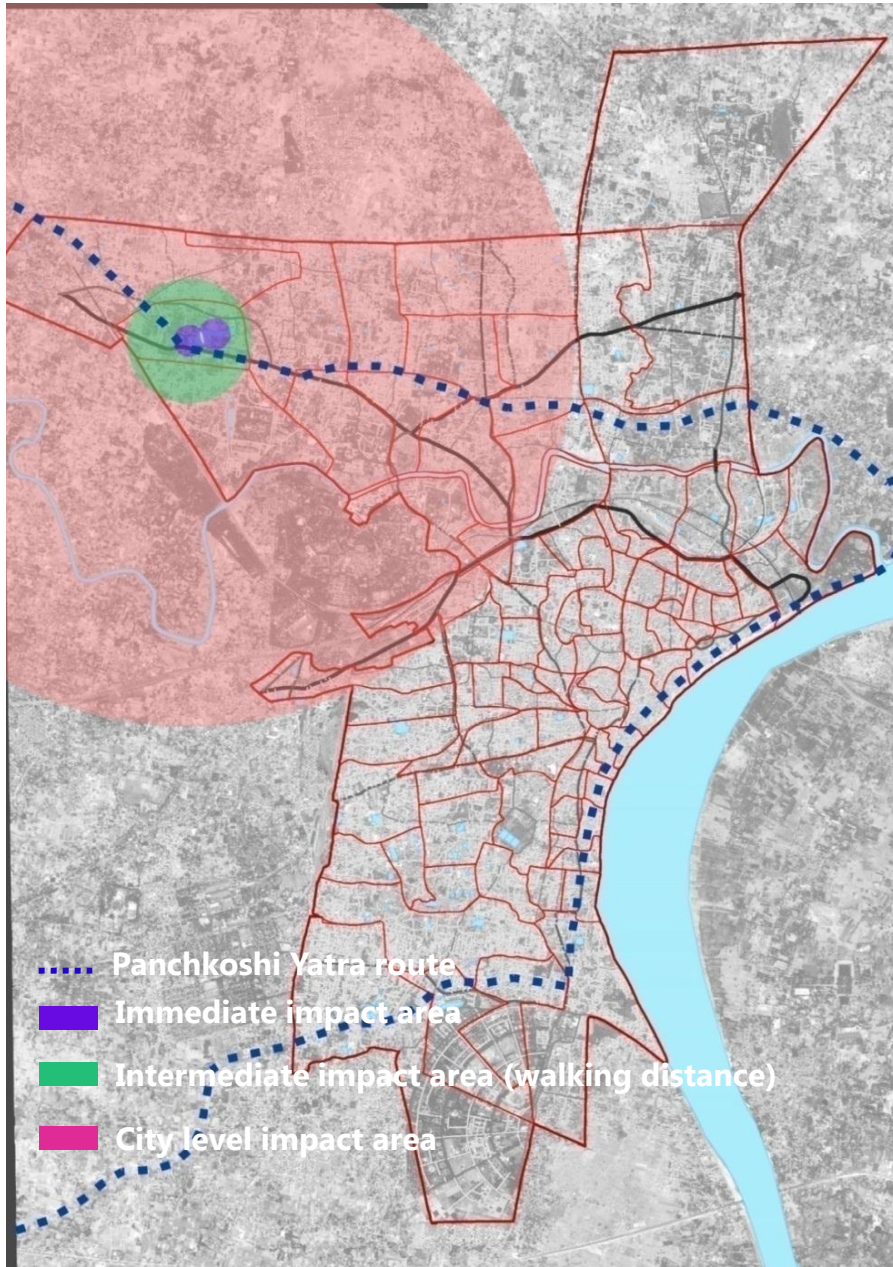 Panchkoshi Yatra route
Immediate impact area
Intermediate impact area (walking distance)
City level impact area